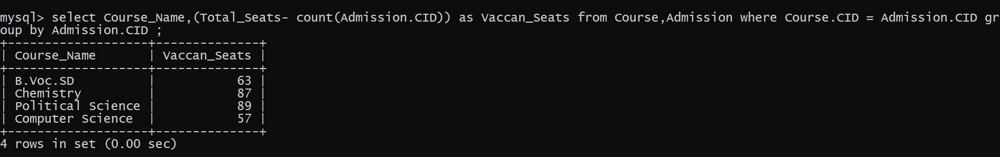 mysql> select Course_Name,(Total_Seats- count(Admission.CID)) as Vaccan_Seats from Course,Admission where Course.CID = Admission.CID gr
oup by Admission.CID ;
+-------------------+--------------+
| Course_Name       | Vaccan_Seats |
+-------------------+--------------+
| B.Voc.SD          |           63 |
| Chemistry         |           87 |
| Political Science |           89 |
| Computer Science  |           57 |
+-------------------+--------------+
4 rows in set (0.00 sec)